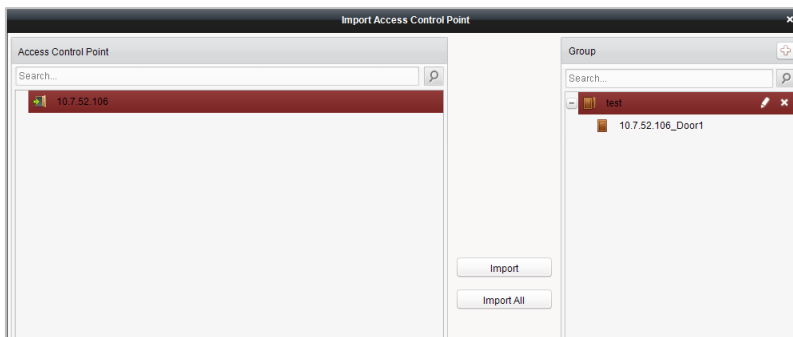 Import Access Control Point
Access Control Point
Group
Search...
Search...
10.7.52.106
test
10.7.52.106_Door1
Import
Import All